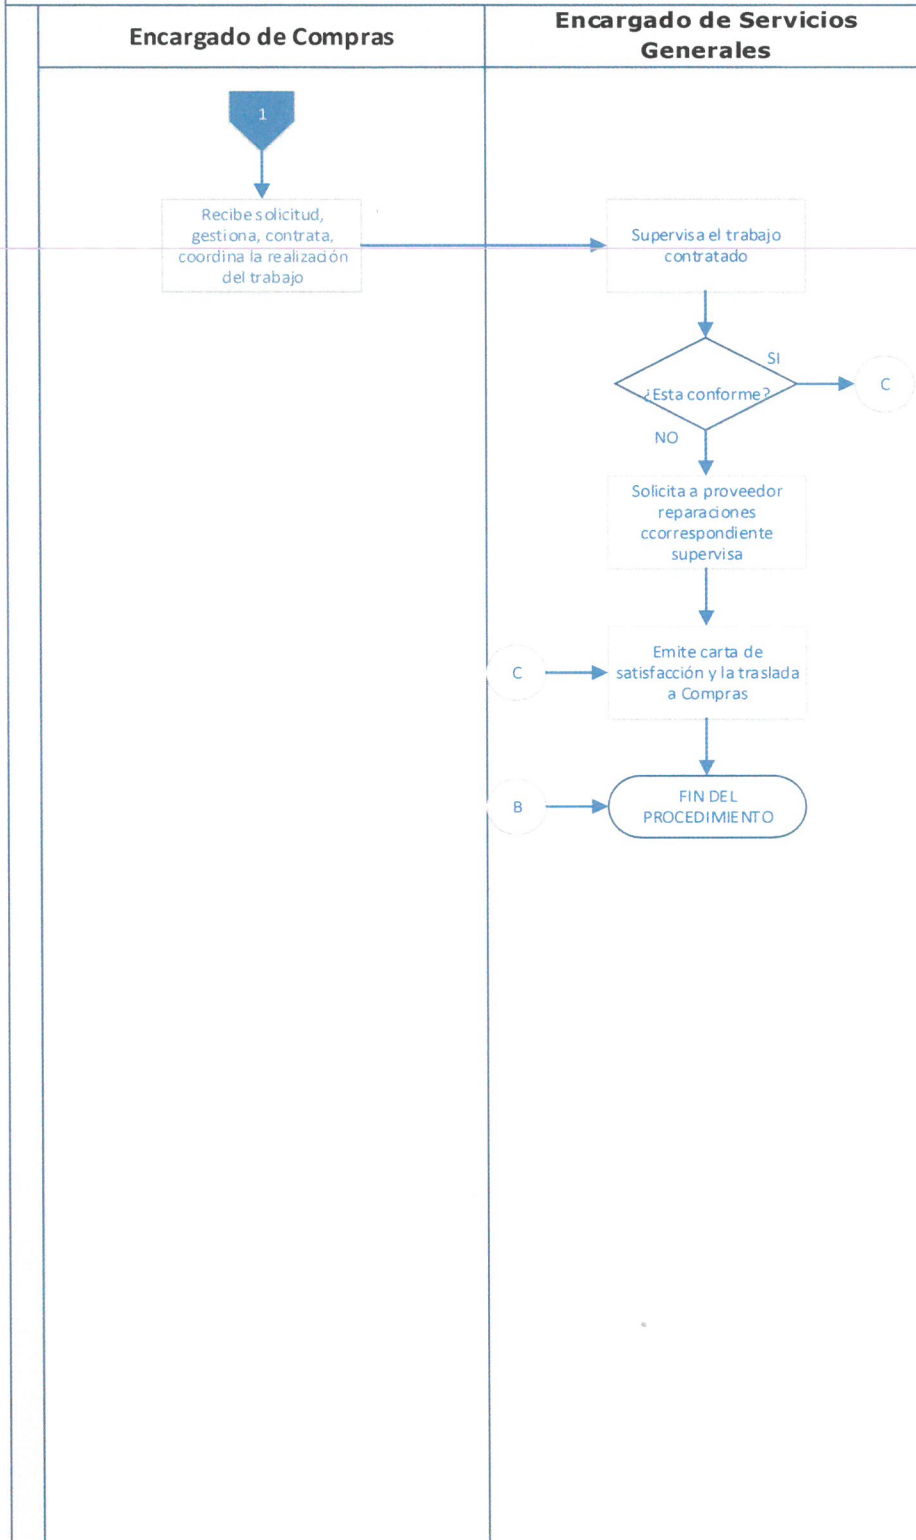 Encargado de Compras
Encargado de Servicios
Generales
1
Recibe solicitud,
gestiona, contrata,
coordina la realización
del trabajo
Supervisa el trabajo
contratado
¿Esta conforme?
SI
C
NO
Solicita a proveedor
reparaciones
ccorrespondiente
supervisa
C
Emite carta de
satisfacción y la traslada
a Compras
B
FIN DEL
PROCEDIMIENTO